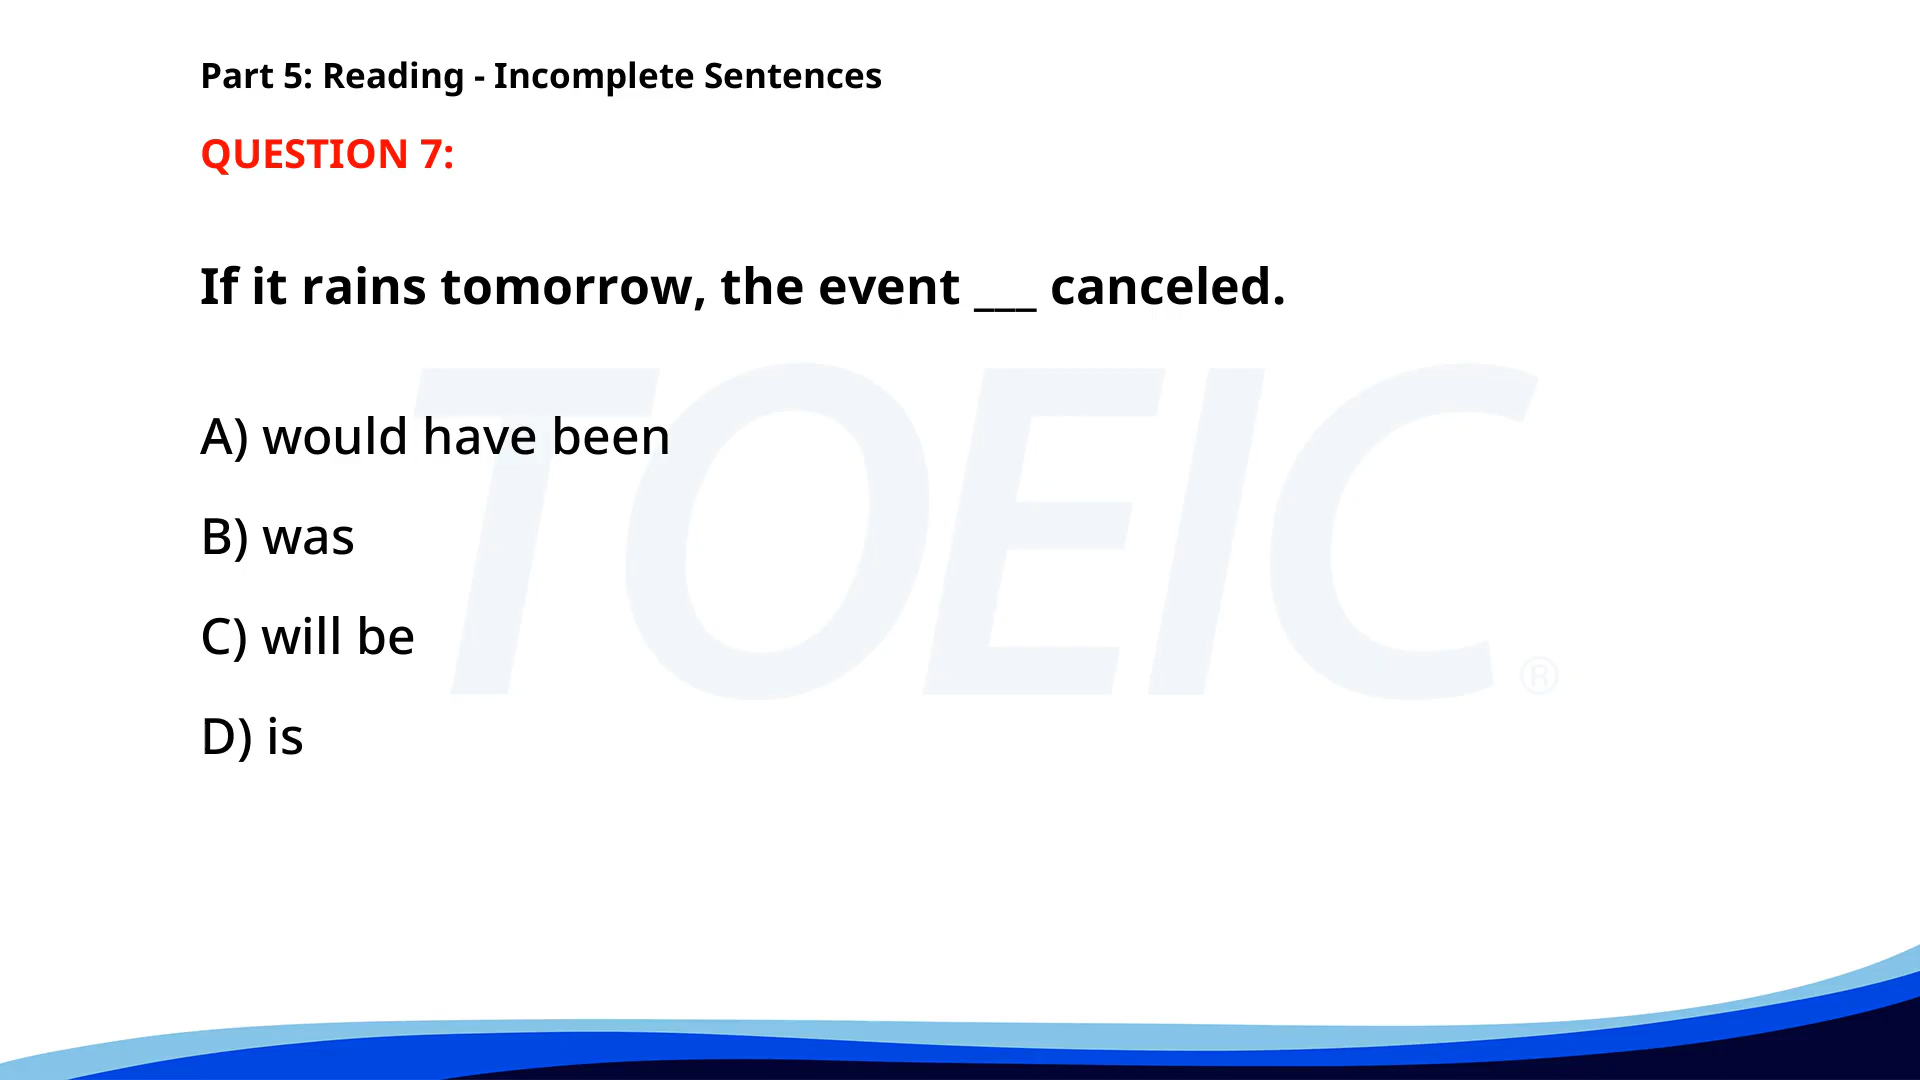 Part 5: Reading - Incomplete Sentences
QUESTION 7:
If it rains tomorrow, the event ___ canceled.
TOEIC®
A) would have been
B) was
C) will be
D) is